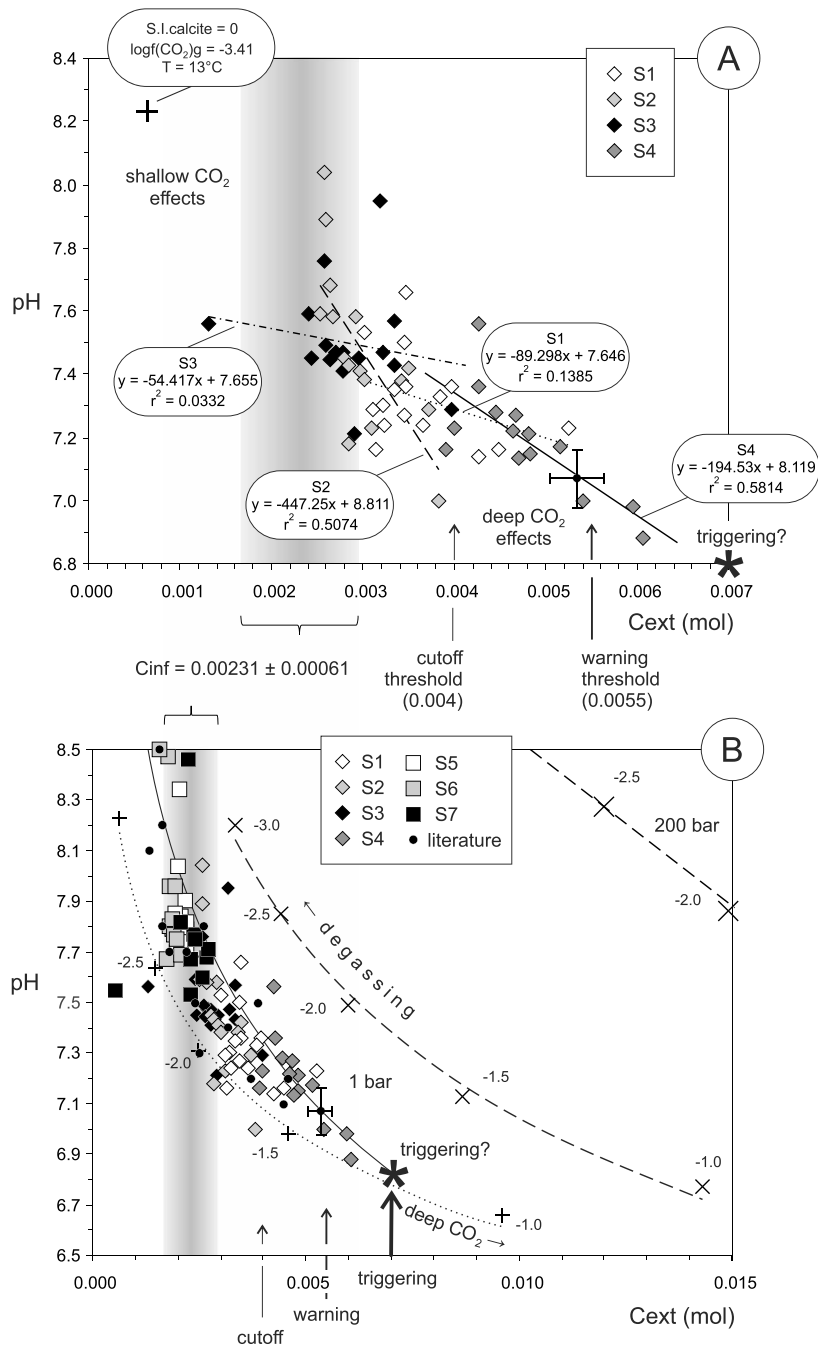 S.I.calcite = 0
logf(CO2)g = -3.41
T = 13°C
A
8.4
8.2
8.0
7.8
7.6
7.4
7.2
7.0
6.8
pH
S1
S2
S3
S4
shallow CO2
effects
S1
y = -89.298x + 7.646
r2 = 0.1385
S3
y = -54.417x + 7.655
r2 = 0.0332
S2
y = -447.25x + 8.811
r2 = 0.5074
S4
y = -194.53x + 8.119
r2 = 0.5814
deep CO2
effects
triggering?
0.000 0.001 0.002 0.003 0.004 0.005 0.006 0.007
Cext (mol)
cutoff
threshold
(0.004)
warning
threshold
(0.0055)
Cinf = 0.00231 ± 0.00061
B
8.5
8.3
8.1
7.9
7.7
7.5
7.3
7.1
6.9
6.7
6.5
pH
S1 S5
S2 S6
S3 S7
S4 literature
-2.5
200 bar
-2.0
-3.0
-2.5
-2.0
-1.5
-1.0
← degassing
-2.5
-2.0
-1.5
-1.0
1 bar
triggering?
deep CO2 →
0.000 0.005 0.010 0.015
triggering
warning
cutoff
Cext (mol)